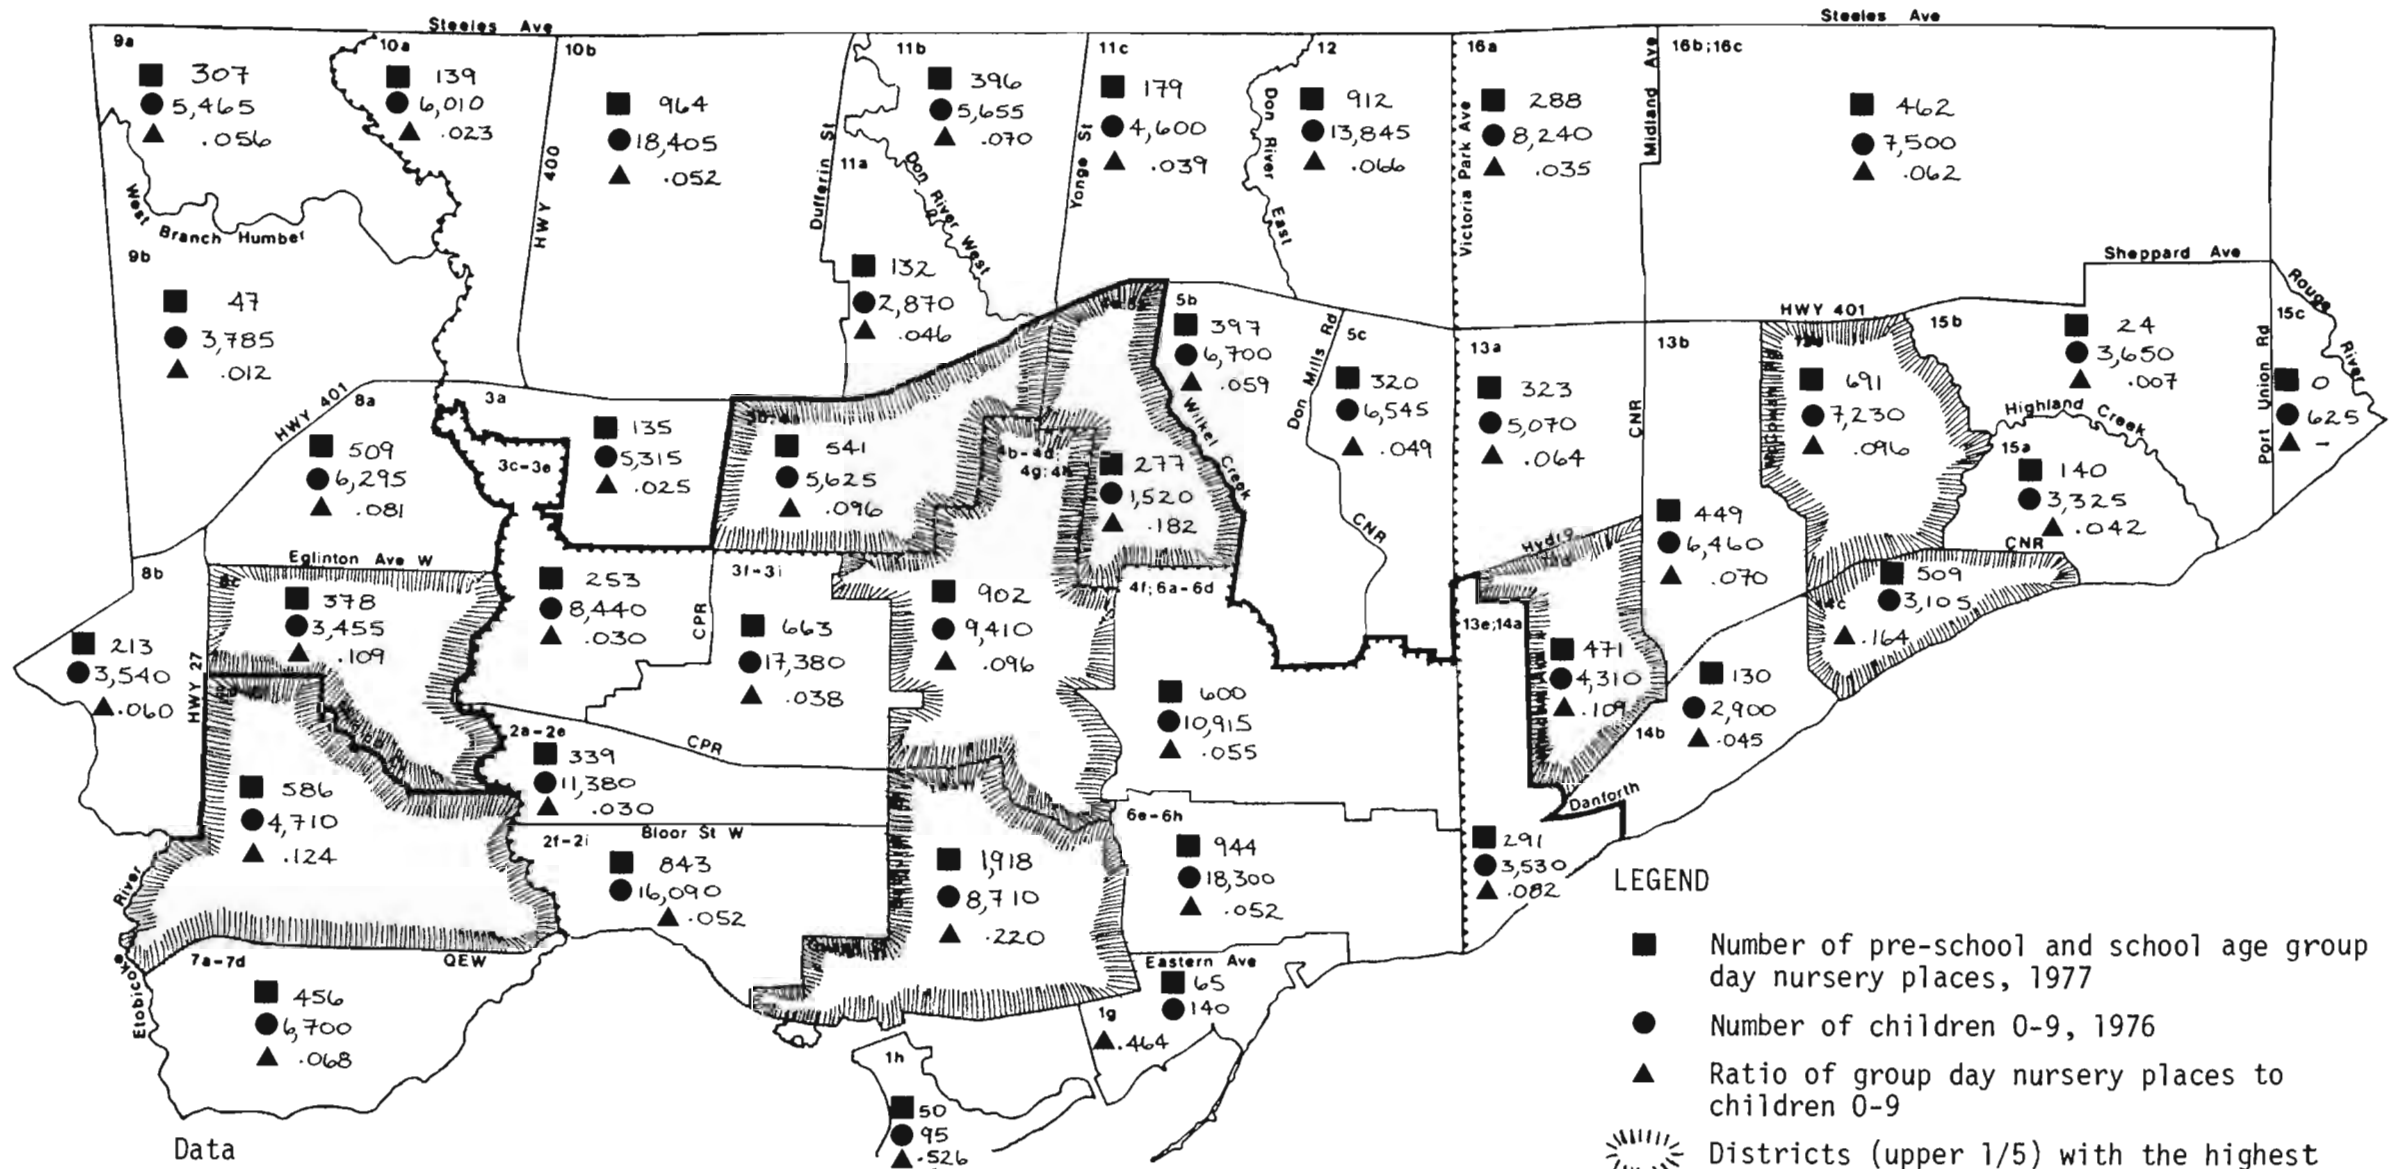 Steeles Ave
Steeles Ave
9a
307
5,465
.056
10a
139
6,010
.023
10b
964
18,405
.052
HWY 400
Dufferin St
11b
396
5,655
.070
11a
Don River West
132
2,870
.046
11c
179
4,600
.039
Yonge St
12
912
13,845
.066
Don River East
16a
288
8,240
.035
Victoria Park Ave
Midland Ave
16b;16c
462
7,500
.062
Sheppard Ave
West Branch Humber
9b
47
3,785
.012
HWY 401
8a
509
6,295
.081
3a
135
5,315
.025
3c-3e
541
5,625
.096
4b-4d;
4g;4h
277
1,520
.182
5b
397
6,700
.059
Wilket Creek
Don Mills Rd
5c
320
6,545
.049
CNR
13a
323
5,070
.064
CNR
13b
449
6,460
.070
HWY 401
McCowan Rd
691
7,230
.096
15b
24
3,650
.007
Highland Creek
15a
140
3,325
.042
CNR
Port Union Rd
15c
0
625
-
Rouge River
Eglinton Ave W
8b
213
3,540
.060
HWY 27
8c
378
3,455
.109
253
8,440
.030
CPR
3f-3i
663
17,380
.038
902
9,410
.096
4f;6a-6d
600
10,915
.055
Hydro
13e;14a
471
4,310
.109
14c
509
3,105
.164
130
2,900
.045
14b
Danforth
2a-2e
339
11,380
.030
CPR
586
4,710
.124
Bloor St W
2f-2i
843
16,090
.052
1,918
8,710
.220
6e-6h
944
18,300
.052
291
3,530
.082
Etobicoke River
7a-7d
QEW
456
6,700
.068
Eastern Ave
65
140
1g
.464
1h
50
95
.526
Data
LEGEND
Number of pre-school and school age group
day nursery places, 1977
Number of children 0-9, 1976
Ratio of group day nursery places to
children 0-9
Districts (upper 1/5) with the highest